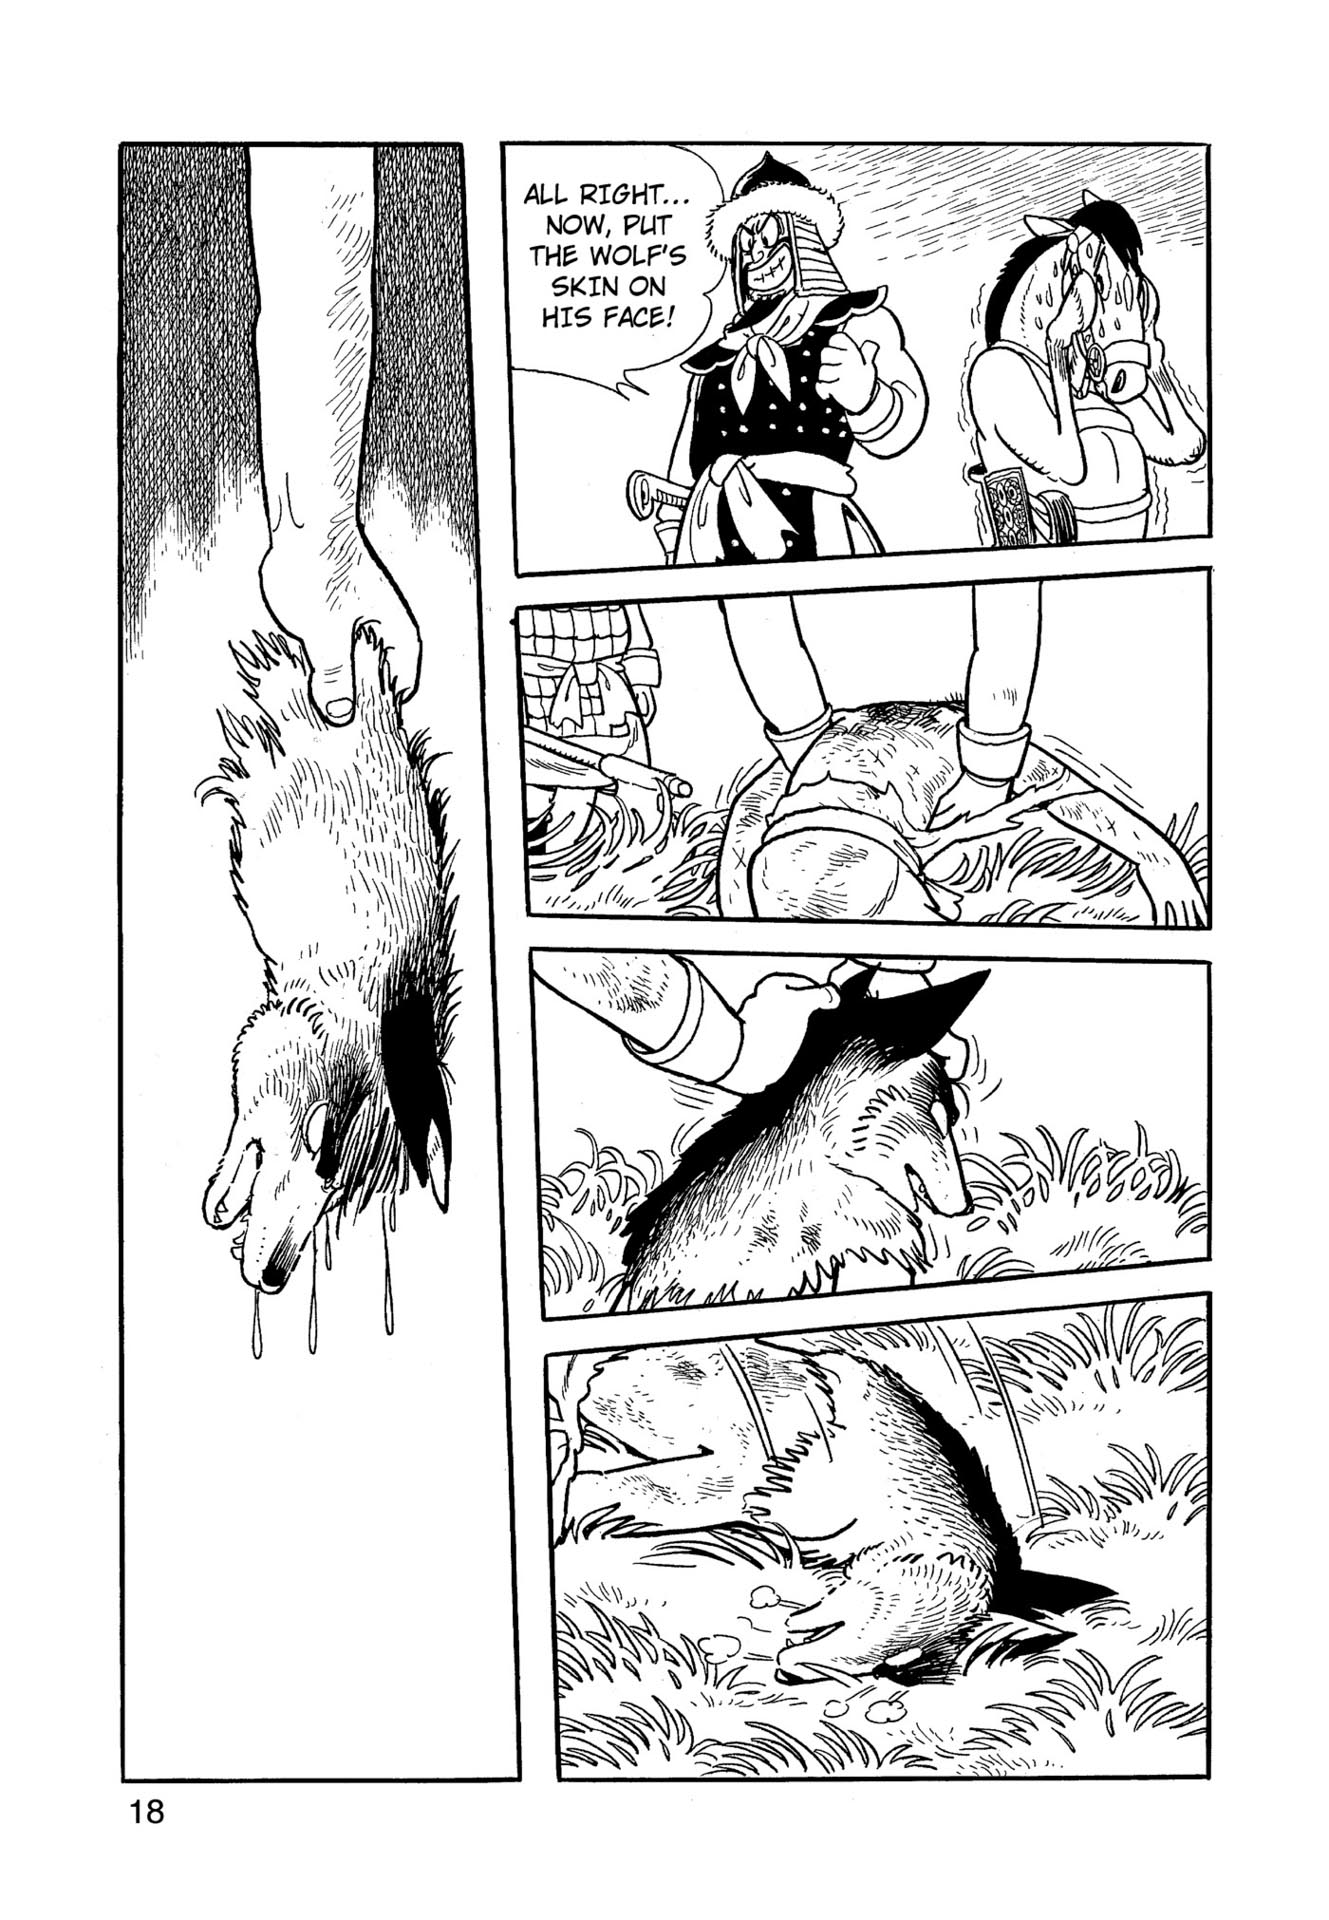 ALL RIGHT...
NOW, PUT
THE WOLF'S
SKIN ON
HIS FACE!
18